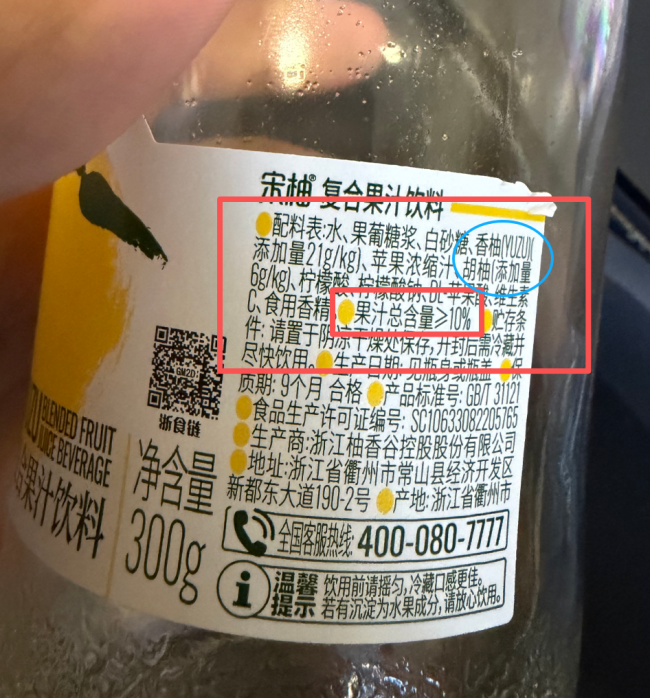 宋柚® 复合果汁饮料
配料表:水、果葡糖浆、白砂糖、香柚(YUZU)(
添加量21g/kg)、苹果浓缩汁、胡柚(添加量
6g/kg)、柠檬酸、柠檬酸钠、DL-苹果酸、维生素
C、食用香精 果汁总含量≥10% 贮存条
件:请置于阴凉干燥处保存,开封后需冷藏并
尽快饮用。 生产日期:见瓶身或瓶盖 保
质期:9个月 合格 产品标准号:GB/T 31121
食品生产许可证编号:SC10633082205765
生产商:浙江柚香谷控股股份有限公司
地址:浙江省衢州市常山县经济开发区
新都东大道190-2号 产地:浙江省衢州市
全国客服热线: 400-080-7777
温馨
提示
饮用前请摇匀,冷藏口感更佳。
若有沉淀为水果成分,请放心饮用。
GM2D
浙食链
净含量
300g
BLENDED FRUIT
JUICE BEVERAGE
果汁饮料